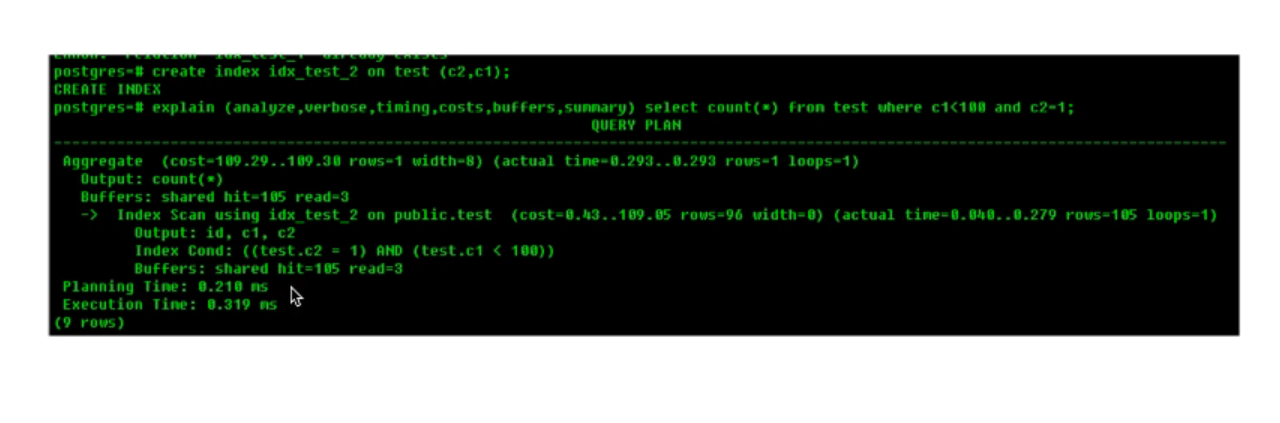 postgres=# create index idx_test_2 on test (c2,c1);
CREATE INDEX
postgres=# explain (analyze,verbose,timing,costs,buffers,summary) select count(*) from test where c1<100 and c2=1;
QUERY PLAN
-----------------------------------------------------------------------------------------------------------------------------------
Aggregate (cost=109.29..109.30 rows=1 width=8) (actual time=0.293..0.293 rows=1 loops=1)
Output: count(*)
Buffers: shared hit=105 read=3
-> Index Scan using idx_test_2 on public.test (cost=0.43..109.05 rows=96 width=0) (actual time=0.040..0.279 rows=105 loops=1)
Output: id, c1, c2
Index Cond: ((test.c2 = 1) AND (test.c1 < 100))
Buffers: shared hit=105 read=3
Planning Time: 0.210 ms
Execution Time: 0.319 ms
(9 rows)